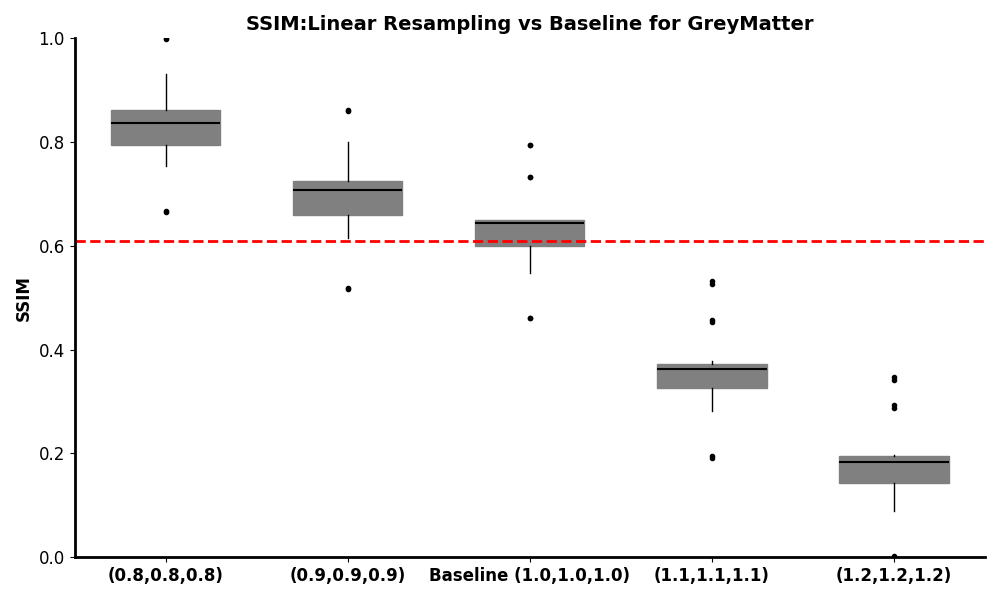 SSIM:Linear Resampling vs Baseline for GreyMatter
1.0
0.8
0.6
0.4
0.2
0.0
SSIM
(0.8,0.8,0.8) (0.9,0.9,0.9) Baseline (1.0,1.0,1.0) (1.1,1.1,1.1) (1.2,1.2,1.2)